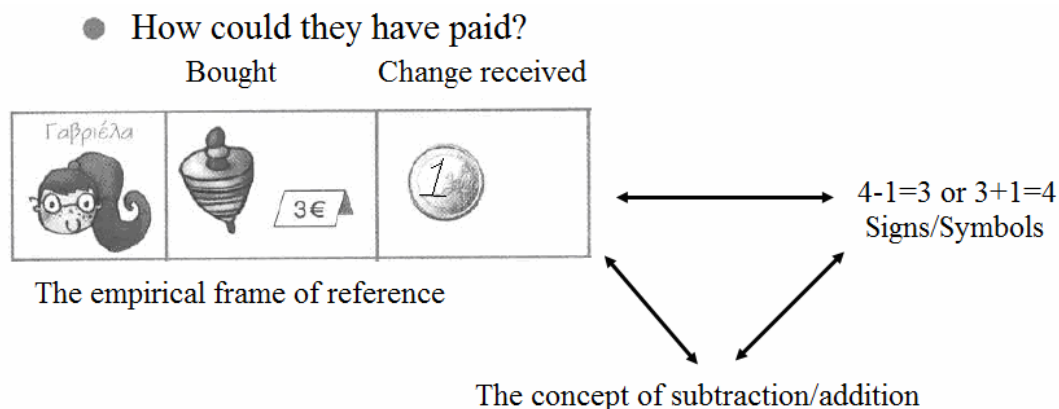 How could they have paid?
Bought Change received
Γαβριέλα
3€
1
4-1=3 or 3+1=4
Signs/Symbols
The empirical frame of reference
The concept of subtraction/addition